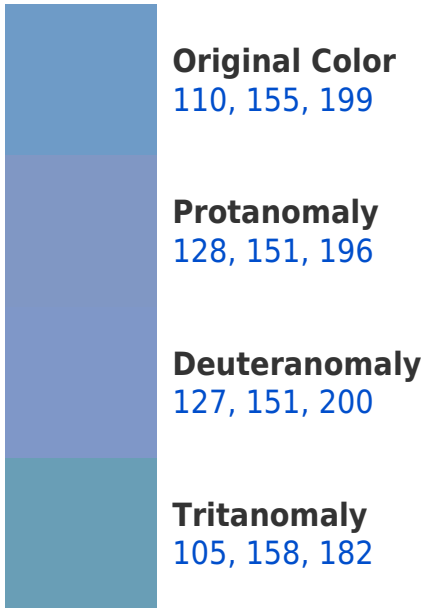 Original Color
110, 155, 199
Protanomaly
128, 151, 196
Deuteranomaly
127, 151, 200
Tritanomaly
105, 158, 182